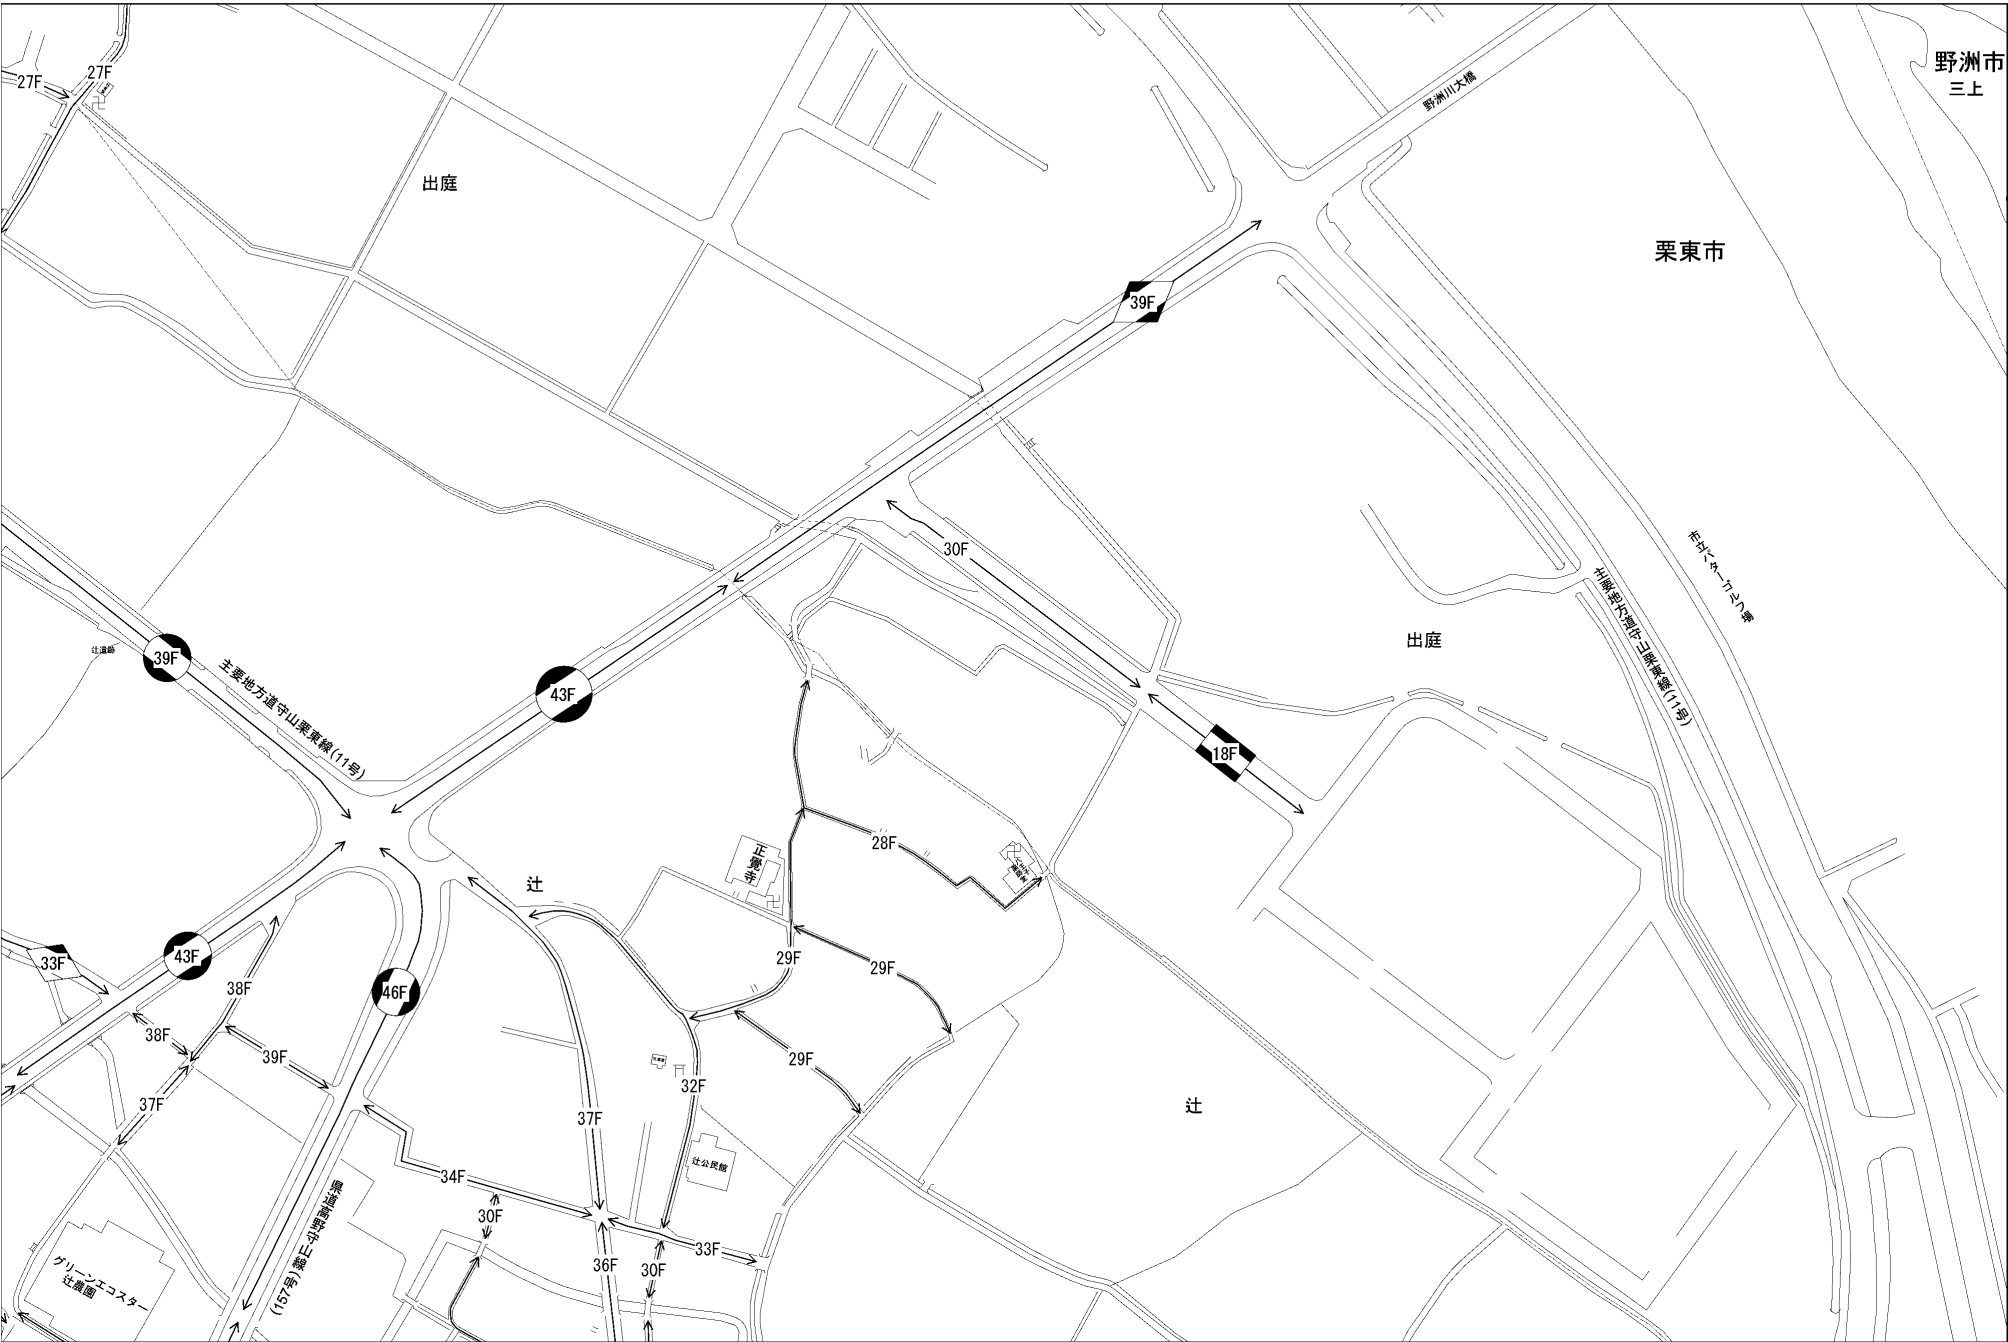 野洲市
三上
27F
27F
野洲川大橋
出庭
栗東市
39F
30F
市立パターゴルフ場
主要地方道守山栗東線(11号)
出庭
辻遺跡
39F
主要地方道守山栗東線(11号)
43F
18F
28F
正覺寺
辻
43F
33F
29F
29F
38F
46F
38F
39F
29F
32F
37F
37F
辻
辻公民館
34F
30F
33F
36F
30F
県道高野守山線(157号)
グリーンエコスター
辻農園